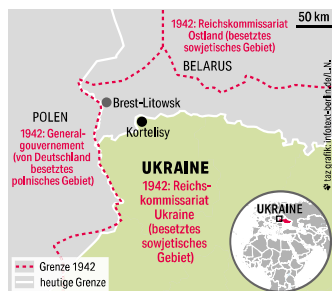 1942: Reichskommissariat
Ostland (besetztes
sowjetisches Gebiet)
50 km
BELARUS
Brest-Litowsk
POLEN
1942: General-
gouvernement
(von Deutschland
besetztes
polnisches Gebiet)
Kortelisy
UKRAINE
1942: Reichs-
kommissariat
Ukraine
(besetztes
sowjetisches
Gebiet)
UKRAINE
Grenze 1942
heutige Grenze
taz grafik: infotext-berlin.de/L.N.